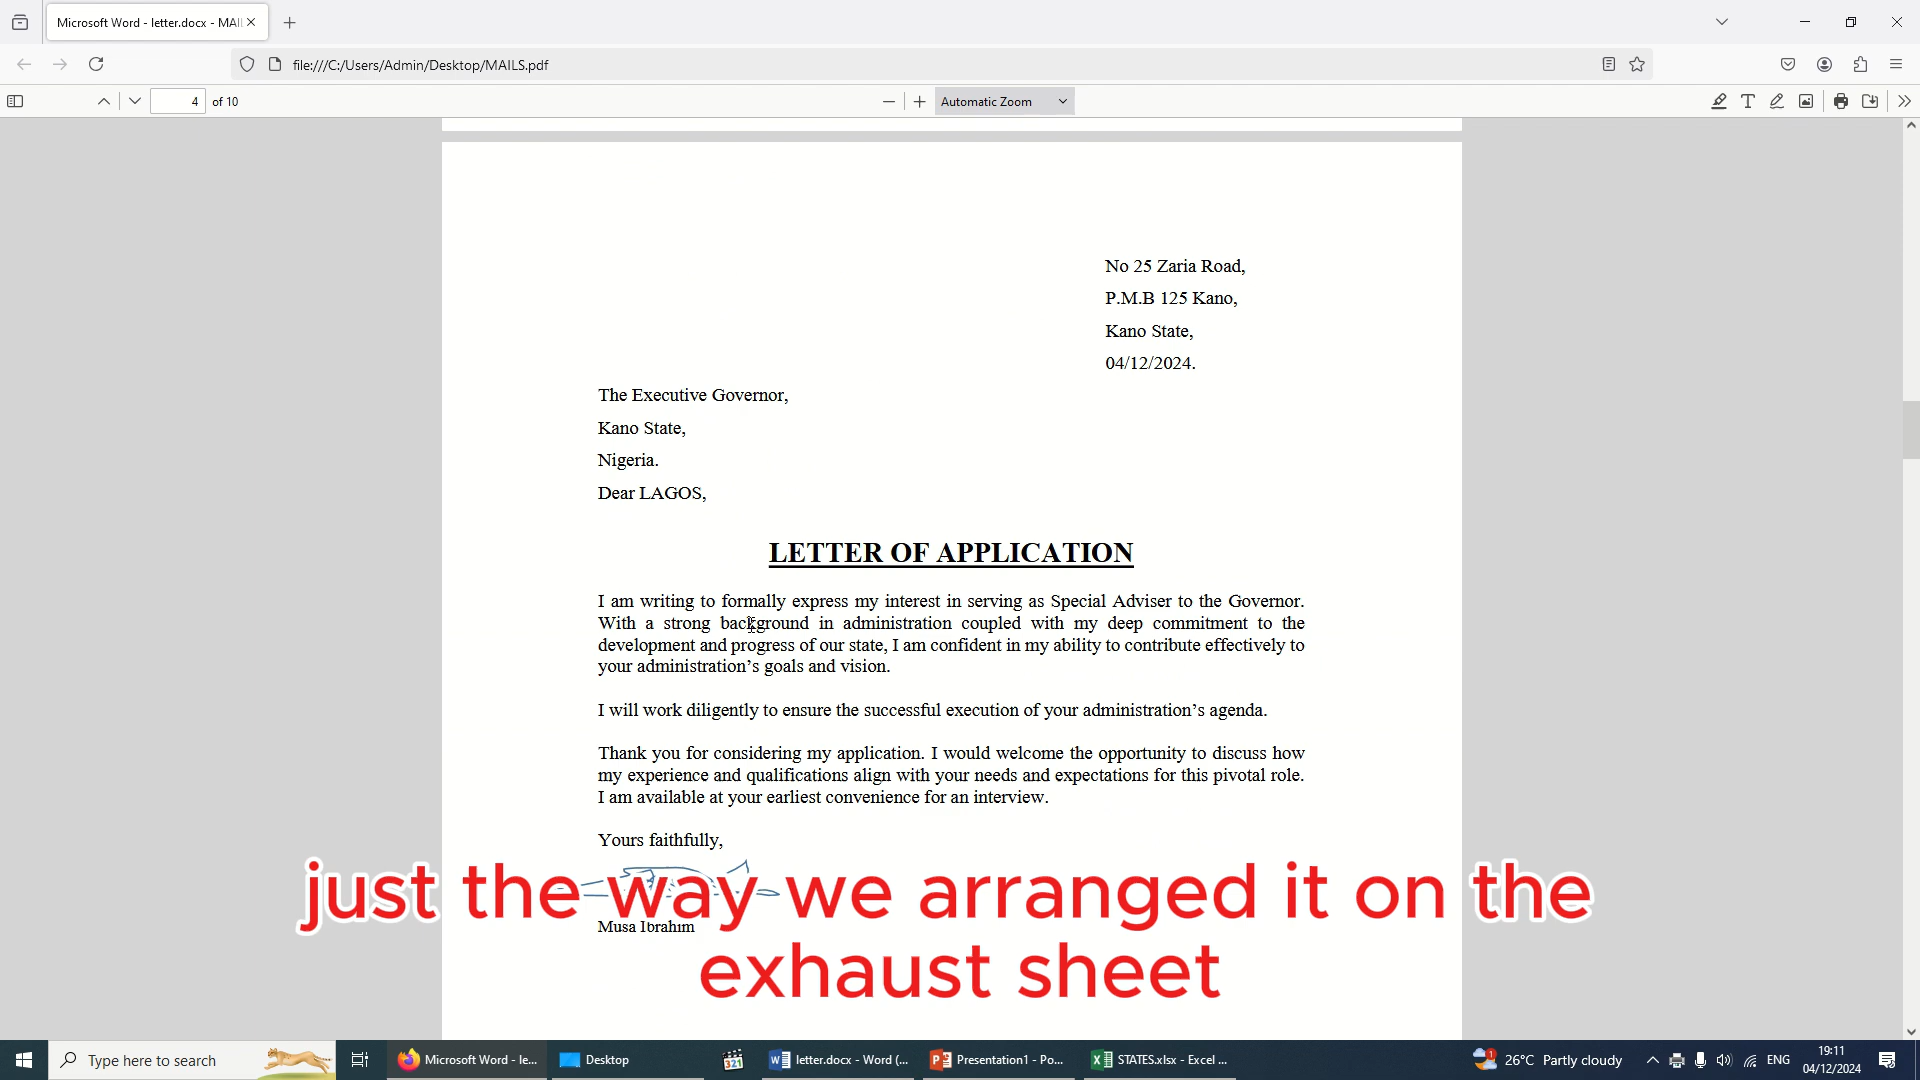 Microsoft Word - letter.docx - MAI
file:///C:/Users/Admin/Desktop/MAILS.pdf
4 of 10
Automatic Zoom
No 25 Zaria Road,
P.M.B 125 Kano,
Kano State,
04/12/2024.
The Executive Governor,
Kano State,
Nigeria.
Dear LAGOS,
LETTER OF APPLICATION
I am writing to formally express my interest in serving as Special Adviser to the Governor.
With a strong background in administration coupled with my deep commitment to the
development and progress of our state, I am confident in my ability to contribute effectively to
your administration's goals and vision.
I will work diligently to ensure the successful execution of your administration's agenda.
Thank you for considering my application. I would welcome the opportunity to discuss how
my experience and qualifications align with your needs and expectations for this pivotal role.
I am available at your earliest convenience for an interview.
Yours faithfully,
just the way we arranged it on the
Musa Ibrahim
exhaust sheet
Type here to search
Microsoft Word - le...
Desktop
321
letter.docx - Word (...
Presentation1 - Po...
STATES.xlsx - Excel ...
1
26°C Partly cloudy
ENG
19:11
04/12/2024